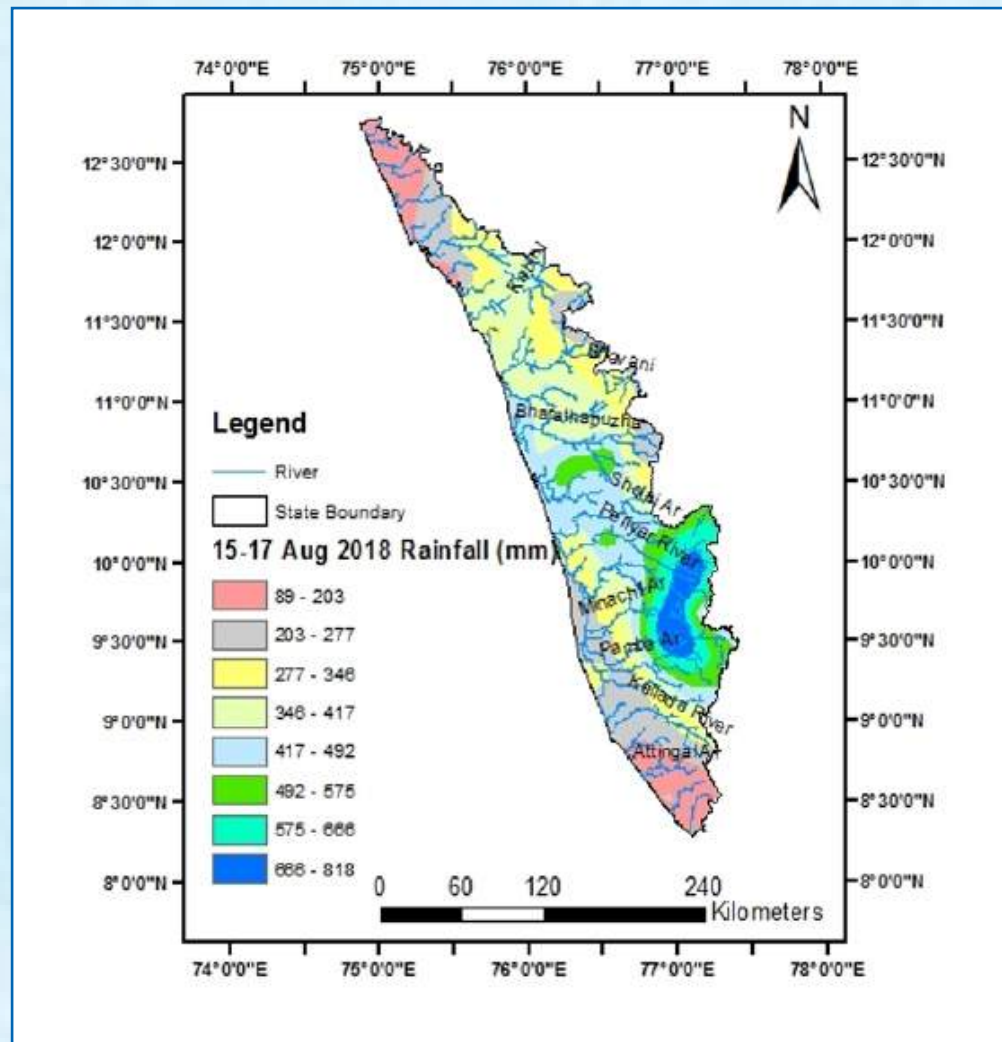 74°0'0"E 75°0'0"E 76°0'0"E 77°0'0"E 78°0'0"E
N
12°30'0"N 12°30'0"N
12°0'0"N 12°0'0"N
Kabini
11°30'0"N 11°30'0"N
Bhavani
11°0'0"N 11°0'0"N
Bharathapuzha
Legend
River
10°30'0"N 10°30'0"N
Sholai Ar
State Boundary
Periyar River
15-17 Aug 2018 Rainfall (mm)
10°0'0"N 10°0'0"N
89 - 203
Minachil Ar
203 - 277
9°30'0"N 9°30'0"N
Pamba Ar
277 - 346
Kallada River
346 - 417
9°0'0"N 9°0'0"N
417 - 492
Attingal Ar
492 - 575
8°30'0"N 8°30'0"N
575 - 666
666 - 818
8°0'0"N 8°0'0"N
0 60 120 240
Kilometers
74°0'0"E 75°0'0"E 76°0'0"E 77°0'0"E 78°0'0"E